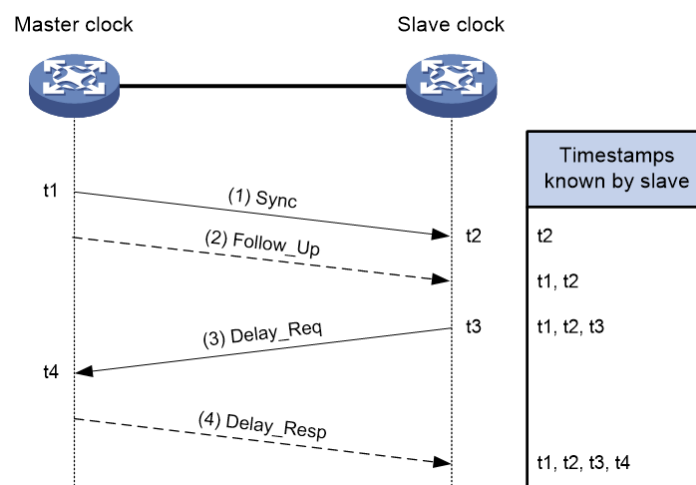 Master clock
Slave clock
Timestamps
known by slave
t1
(1) Sync
t2
t2
(2) Follow_Up
t1, t2
(3) Delay_Req
t3
t1, t2, t3
t4
(4) Delay_Resp
t1, t2, t3, t4